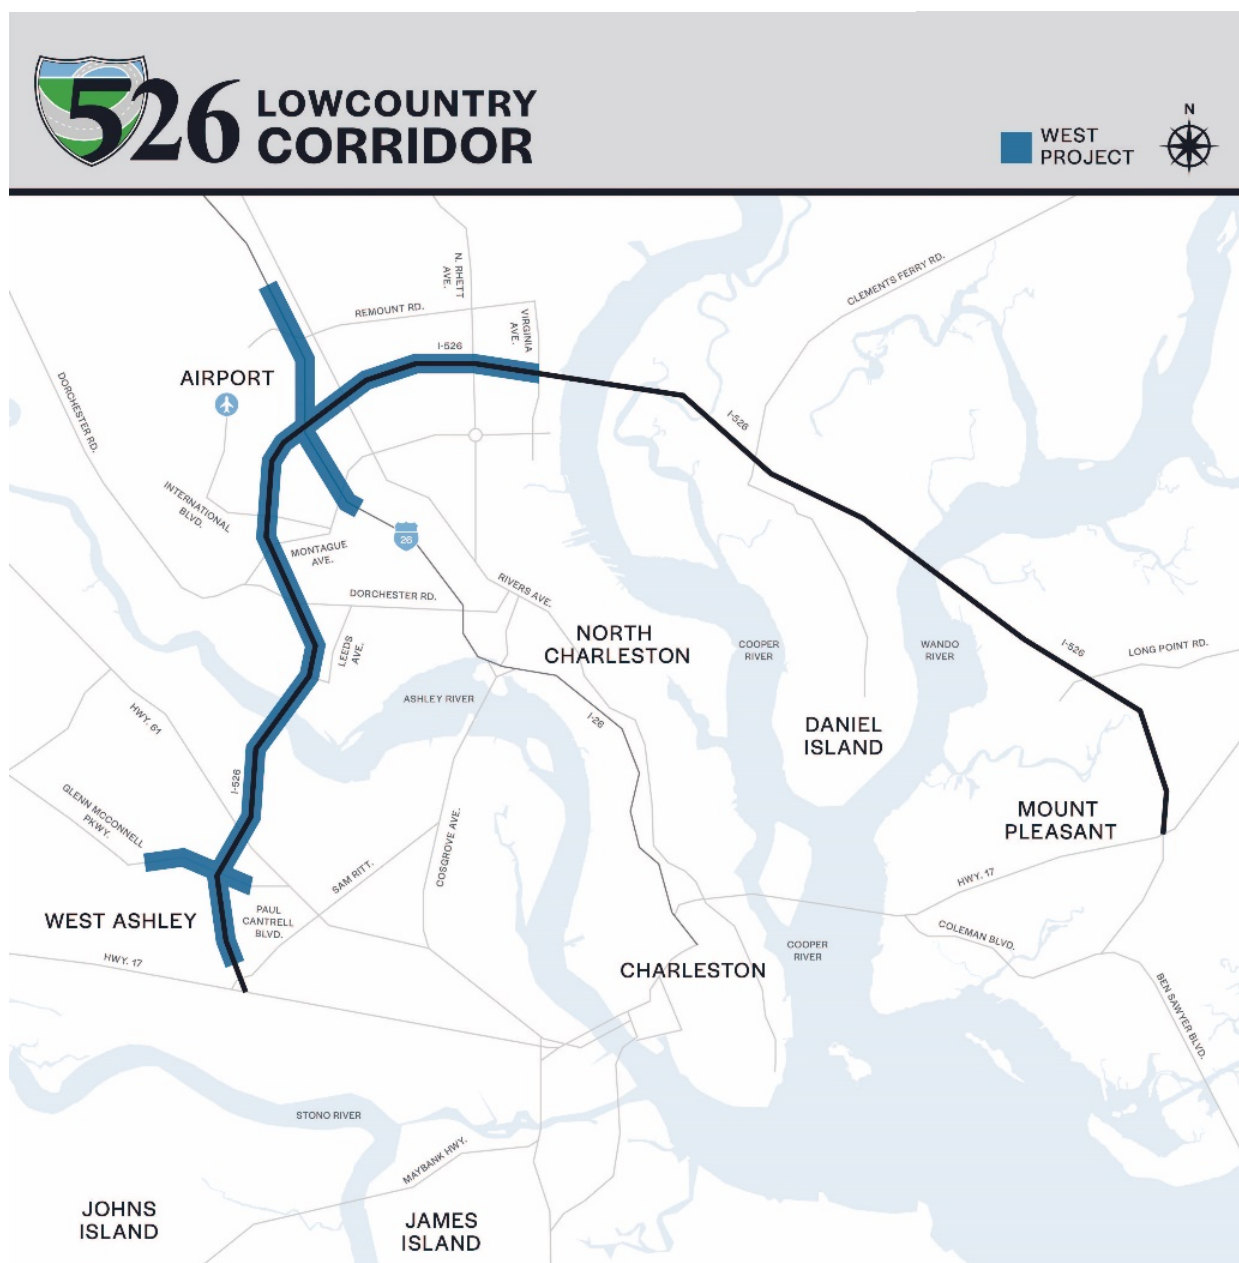 526 LOWCOUNTRY
CORRIDOR
WEST
PROJECT
N
N. RHETT
AVE.
CLEMENTS FERRY RD.
REMOUNT RD.
VIRGINIA
AVE.
I-526
AIRPORT
DORCHESTER RD.
I-526
INTERNATIONAL
BLVD.
26
MONTAGUE
AVE.
RIVERS AVE.
DORCHESTER RD.
LEEDS
AVE.
NORTH
CHARLESTON
COOPER
RIVER
WANDO
RIVER
I-526
LONG POINT RD.
ASHLEY RIVER
HWY. 61
I-26
DANIEL
ISLAND
I-526
GLENN MCCONNELL
PKWY.
MOUNT
PLEASANT
COSGROVE AVE.
SAM RITT.
HWY. 17
WEST ASHLEY
PAUL
CANTRELL
BLVD.
COLEMAN BLVD.
HWY. 17
CHARLESTON
COOPER
RIVER
BEN SAWYER BLVD.
STONO RIVER
MAYBANK HWY.
JOHNS
ISLAND
JAMES
ISLAND